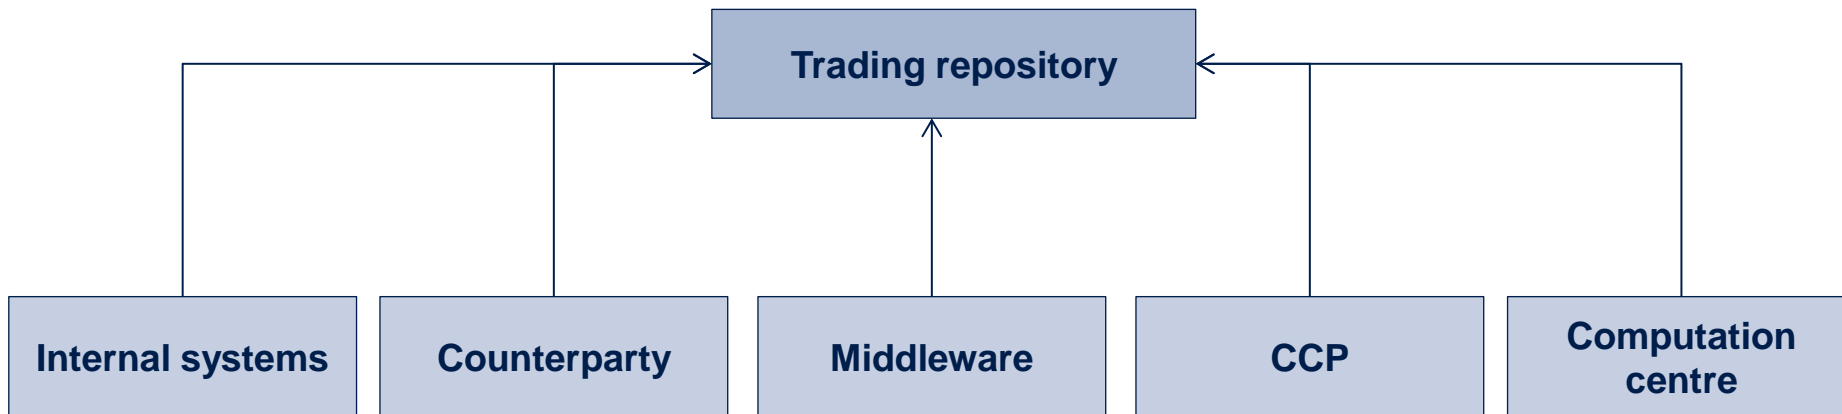 Trading repository
Internal systems
Counterparty
Middleware
CCP
Computation
centre